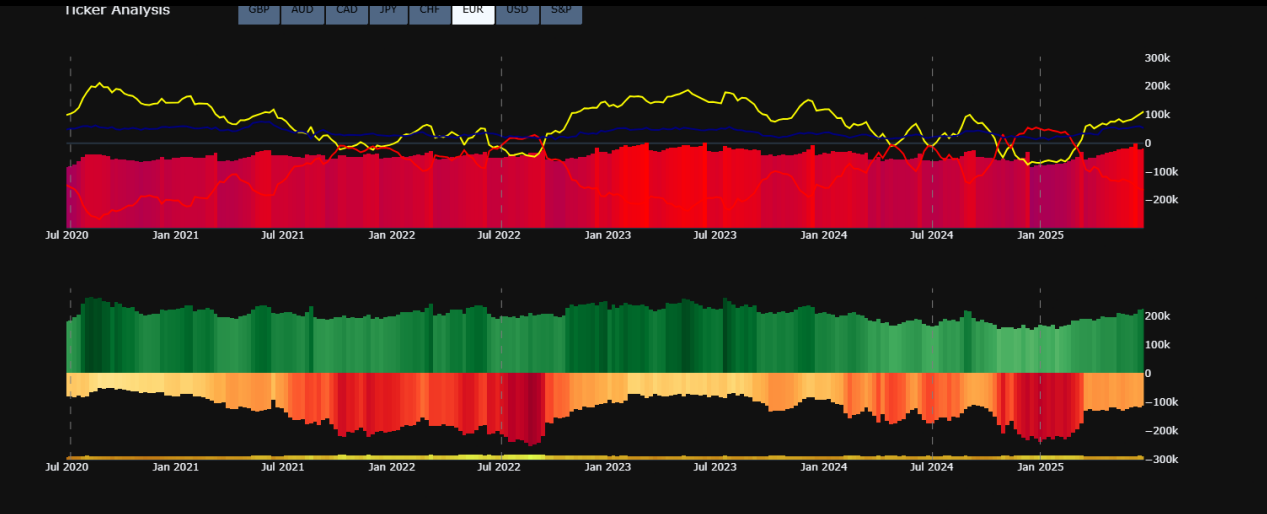 Ticker Analysis
GBP AUD CAD JPY CHF EUR USD S&P
300k
200k
100k
0
−100k
−200k
Jul 2020 Jan 2021 Jul 2021 Jan 2022 Jul 2022 Jan 2023 Jul 2023 Jan 2024 Jul 2024 Jan 2025
200k
100k
0
−100k
−200k
−300k
Jul 2020 Jan 2021 Jul 2021 Jan 2022 Jul 2022 Jan 2023 Jul 2023 Jan 2024 Jul 2024 Jan 2025